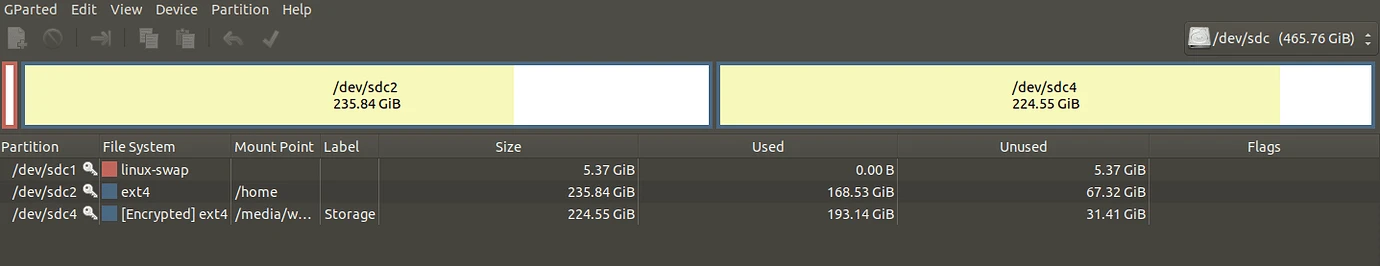 GParted Edit View Device Partition Help
/dev/sdc (465.76 GiB)
/dev/sdc2
235.84 GiB
/dev/sdc4
224.55 GiB
Partition File System Mount Point Label Size Used Unused Flags
/dev/sdc1 linux-swap 5.37 GiB 0.00 B 5.37 GiB
/dev/sdc2 ext4 /home 235.84 GiB 168.53 GiB 67.32 GiB
/dev/sdc4 [Encrypted] ext4 /media/w... Storage 224.55 GiB 193.14 GiB 31.41 GiB